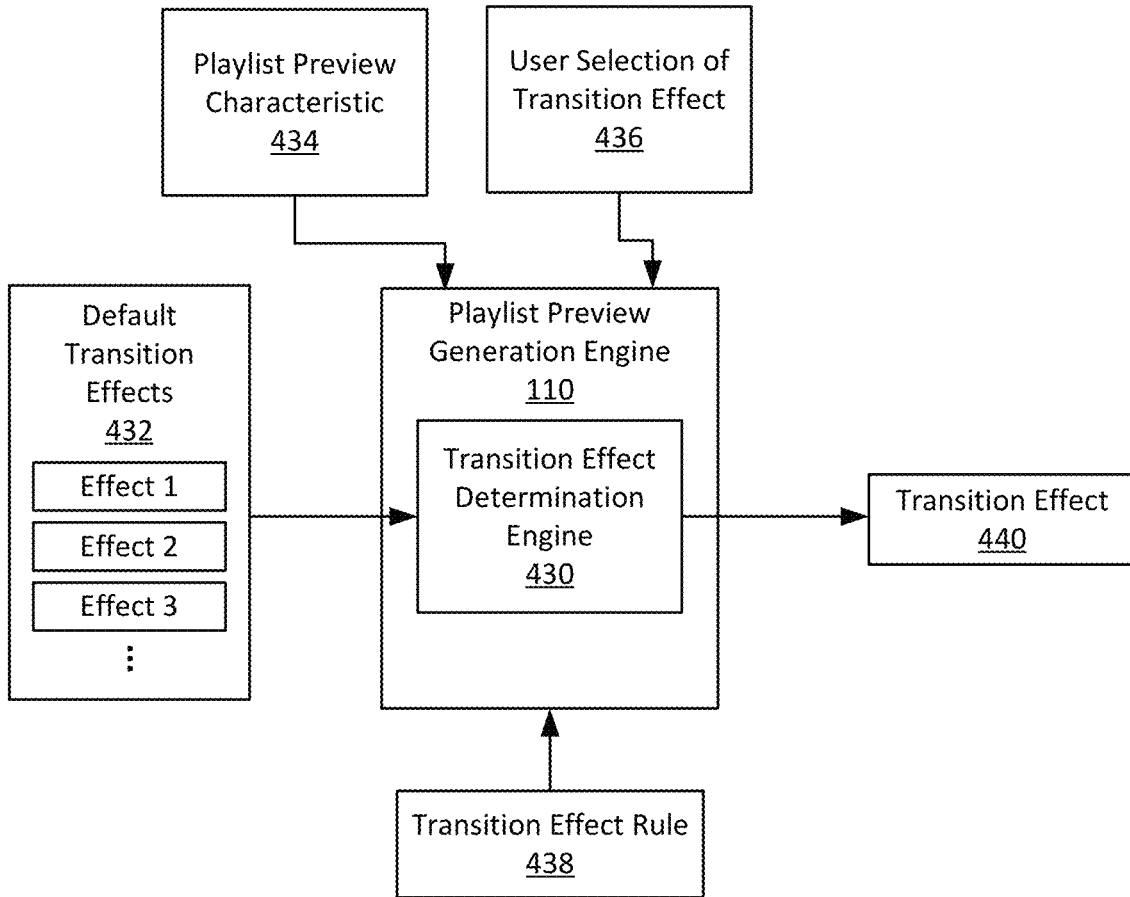 Playlist Preview
Characteristic
434
User Selection of
Transition Effect
436
Default
Transition
Effects
432
Effect 1
Effect 2
Effect 3
...
Playlist Preview
Generation Engine
110
Transition Effect
Determination
Engine
430
Transition Effect
440
Transition Effect Rule
438